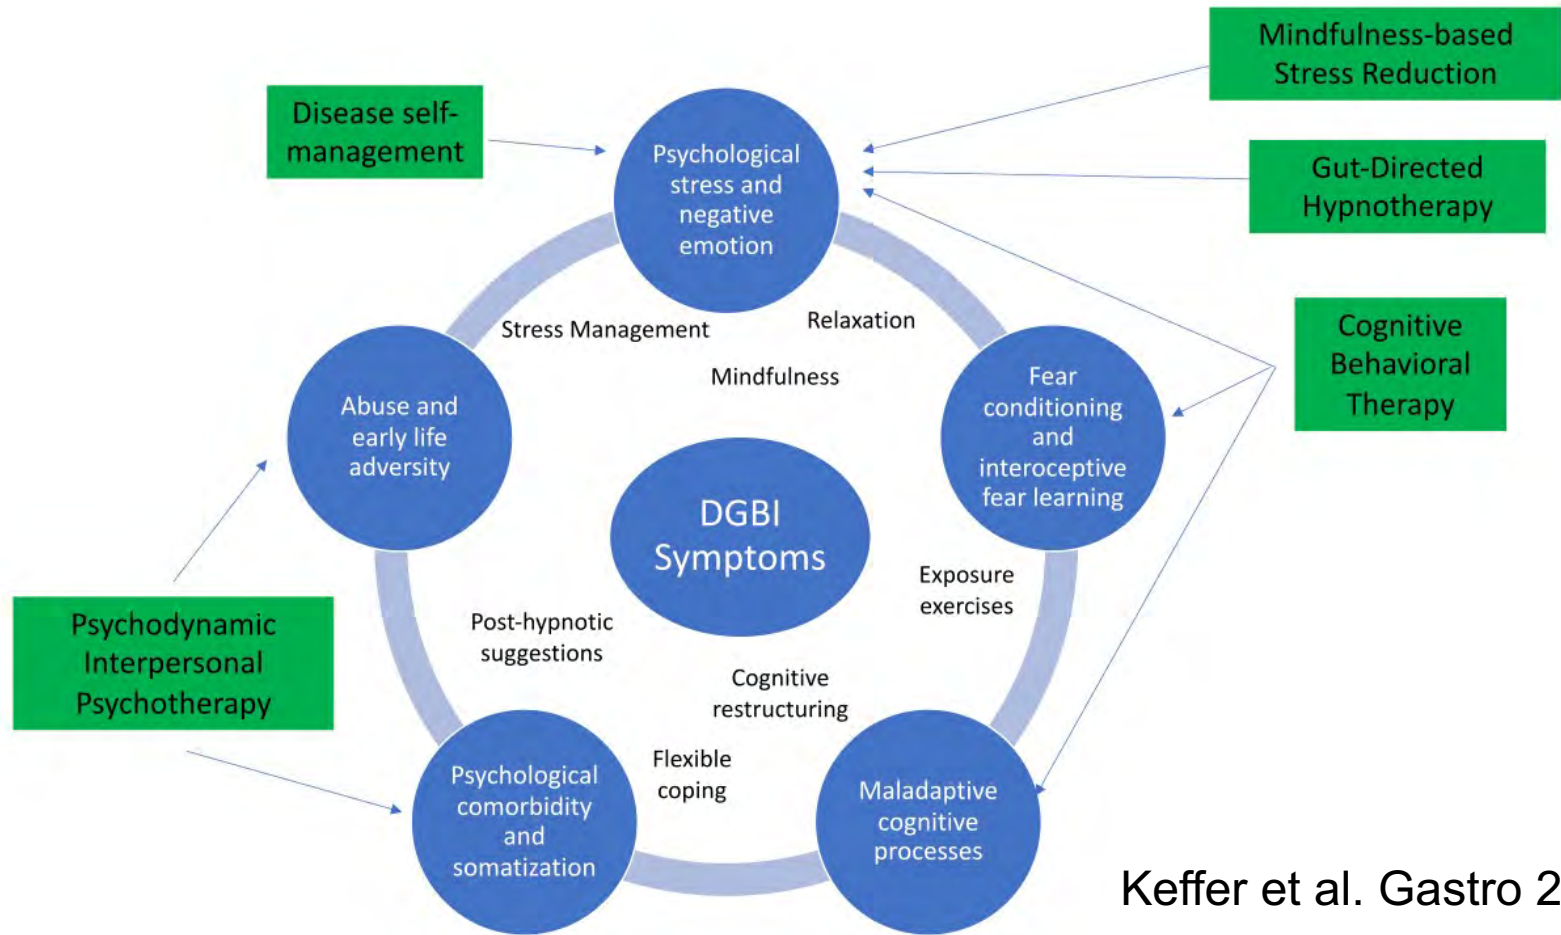 Mindfulness-based
Stress Reduction
Disease self-
management
Psychological
stress and
negative
emotion
Gut-Directed
Hypnotherapy
Cognitive
Behavioral
Therapy
Stress Management
Relaxation
Mindfulness
Abuse and
early life
adversity
Fear
conditioning
and
interoceptive
fear learning
DGBI
Symptoms
Exposure
exercises
Psychodynamic
Interpersonal
Psychotherapy
Post-hypnotic
suggestions
Cognitive
restructuring
Flexible
coping
Psychological
comorbidity
and
somatization
Maladaptive
cognitive
processes
Keffer et al. Gastro 2